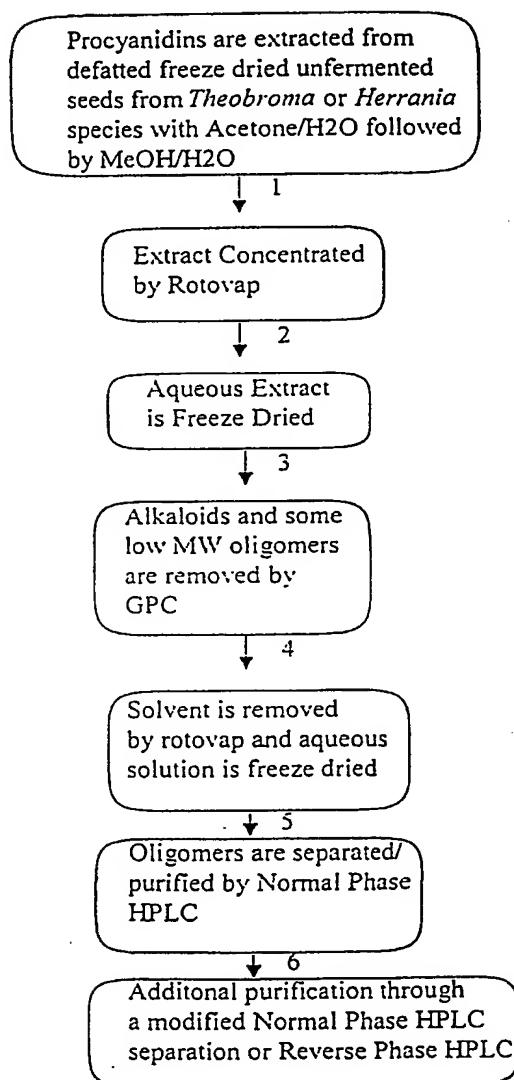 Procyanidins are extracted from
defatted freeze dried unfermented
seeds from Theobroma or Herrania
species with Acetone/H2O followed
by MeOH/H2O
1
Extract Concentrated
by Rotovap
2
Aqueous Extract
is Freeze Dried
3
Alkaloids and some
low MW oligomers
are removed by
GPC
4
Solvent is removed
by rotovap and aqueous
solution is freeze dried
5
Oligomers are separated/
purified by Normal Phase
HPLC
6
Additonal purification through
a modified Normal Phase HPLC
separation or Reverse Phase HPLC